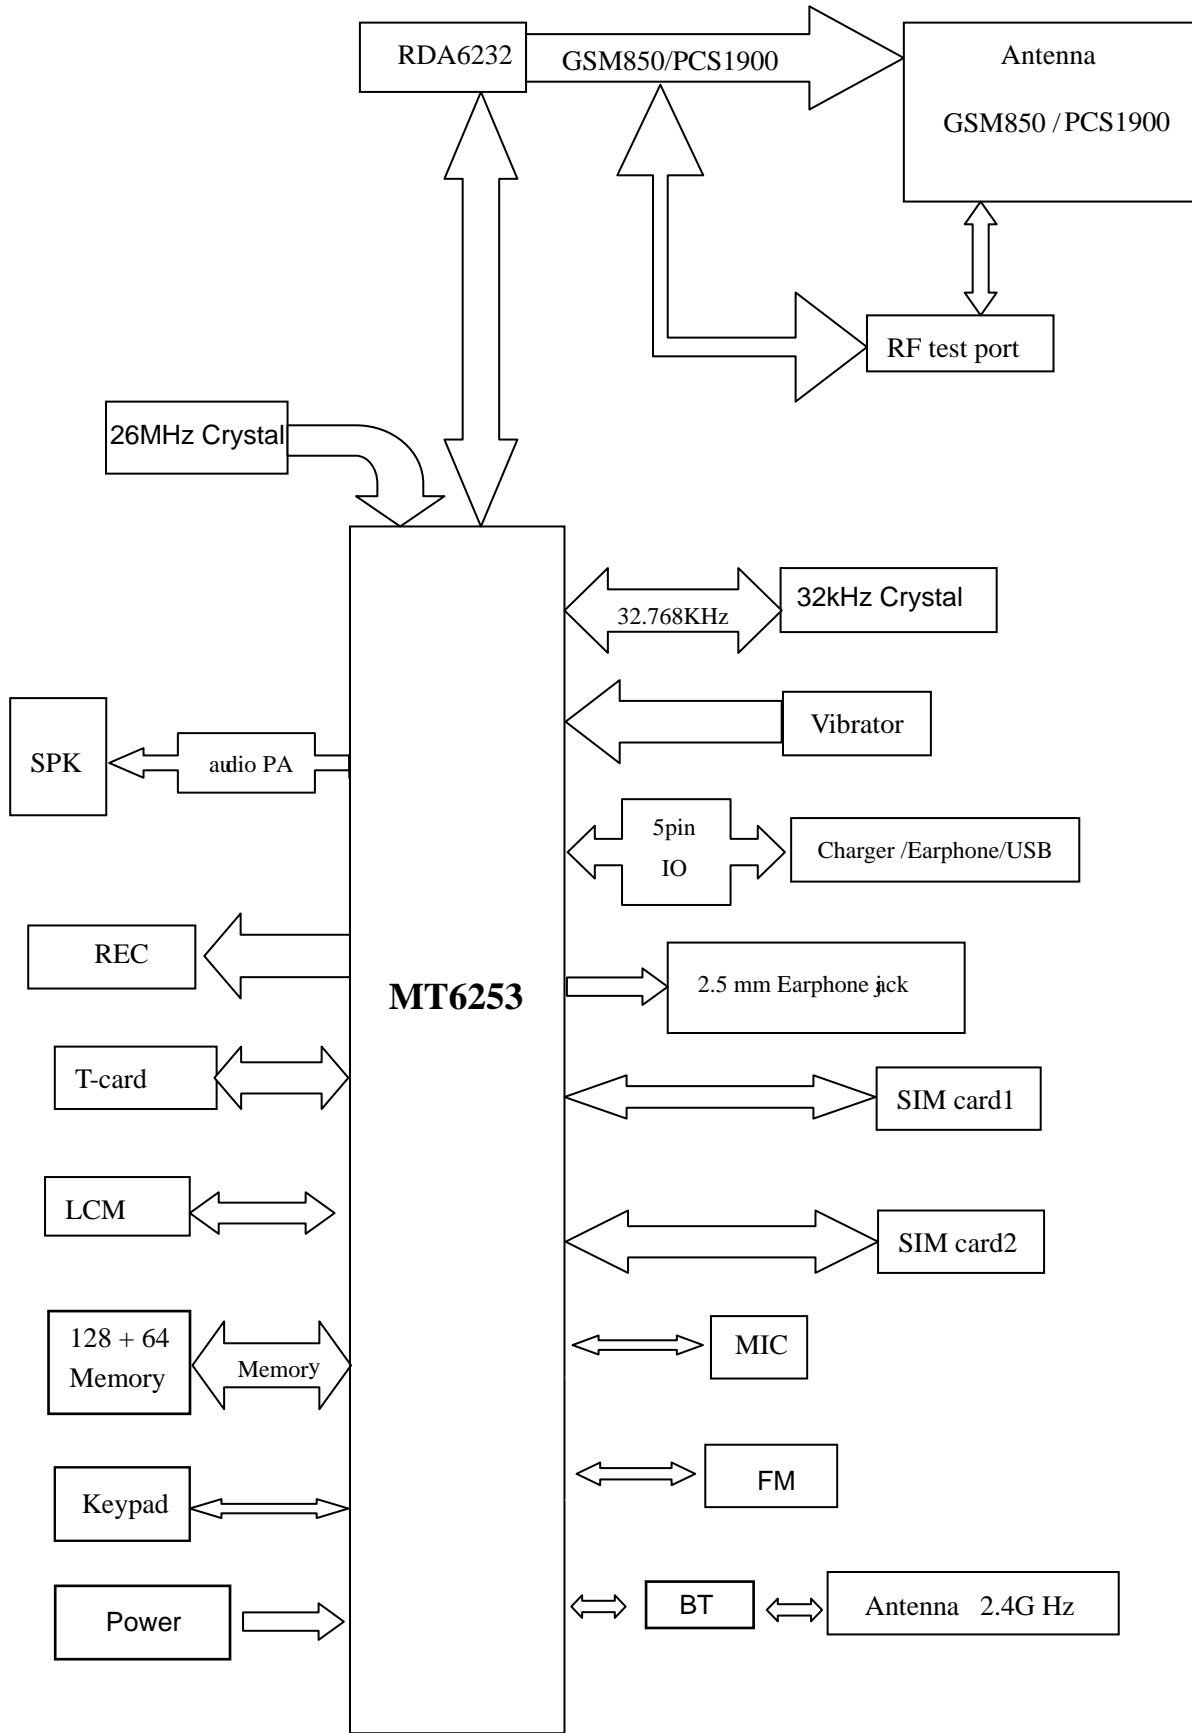 RDA6232
GSM850/PCS1900
Antenna
GSM850 / PCS1900
RF test port
26MHz Crystal
32.768KHz
32kHz Crystal
Vibrator
SPK
audio PA
5pin
IO
Charger /Earphone/USB
REC
MT6253
2.5 mm Earphone jack
T-card
SIM card1
LCM
SIM card2
128 + 64
Memory
Memory
MIC
Keypad
FM
Power
BT
Antenna 2.4G Hz